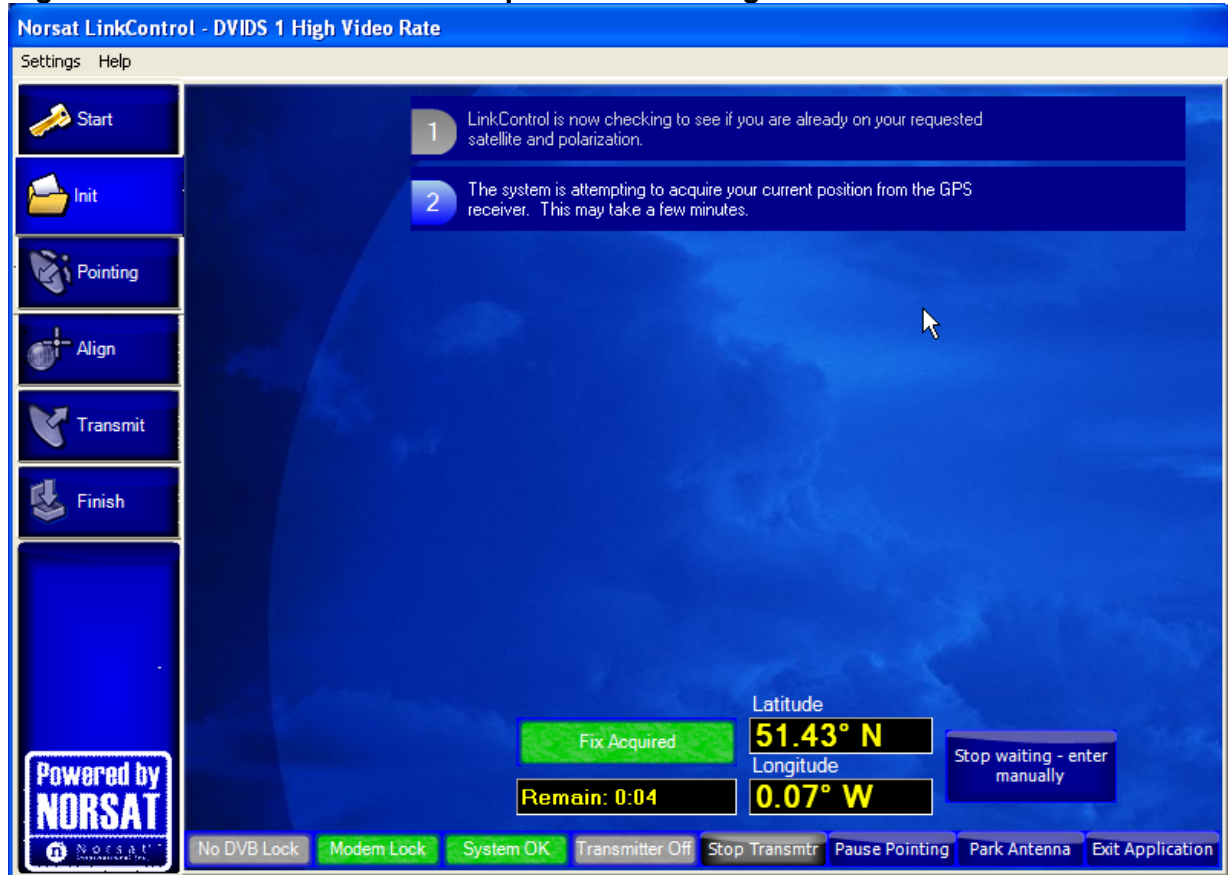 Norsat LinkControl - DVIDS 1 High Video Rate
Settings Help
Start
Init
Pointing
Align
Transmit
Finish
1
LinkControl is now checking to see if you are already on your requested
satellite and polarization.
2
The system is attempting to acquire your current position from the GPS
receiver. This may take a few minutes.
Fix Acquired
Remain: 0:04
Latitude
51.43° N
Longitude
0.07° W
Stop waiting - enter
manually
Powered by
NORSAT
n Norsat
No DVB Lock Modem Lock System OK Transmitter Off Stop Transmtr Pause Pointing Park Antenna Exit Application